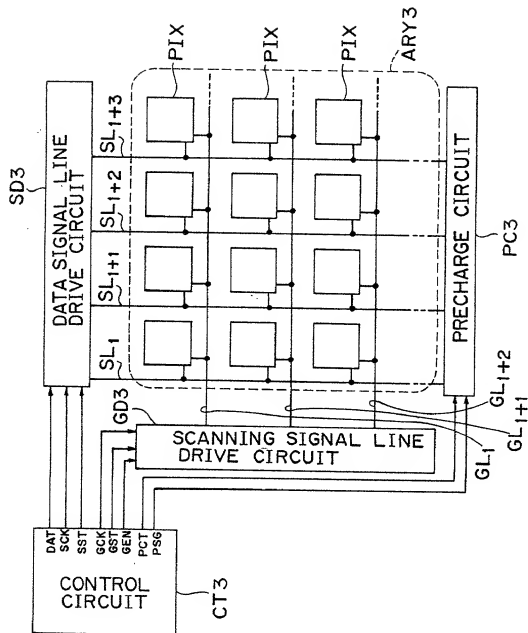 SD3
DATA SIGNAL LINE
DRIVE CIRCUIT
SL1
SL1+1
SL1+2
SL1+3
PIX
PIX
PIX
ARY3
GD3
SCANNING SIGNAL LINE
DRIVE CIRCUIT
DAT
SCK
SST
GCK
GST
GEN
PCT
PSG
CONTROL
CIRCUIT
CT3
GL1
GL1+1
GL1+2
PRECHARGE CIRCUIT
PC3